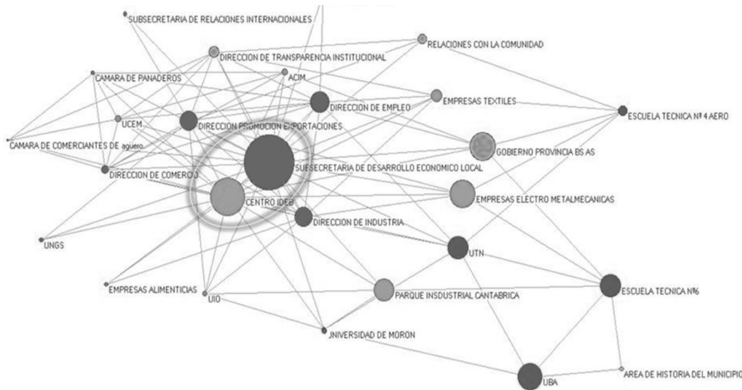 SUBSECRETARIA DE RELACIONES INTERNACIONALES
RELACIONES CON LA COMUNIDAD
DIRECCION DE TRANSPARENCIA INSTITUCIONAL
CAMARA DE PANADEROS
ACIM
EMPRESAS TEXTILES
DIRECCION DE EMPLEO
ESCUELA TECNICA Nº 4 AERO
UCEM
DIRECCION PROMOCION EXPORTACIONES
CAMARA DE COMERCIANTES DE aguero
GOBIERNO PROVINCIA BS AS
SUBSECRETARIA DE DESARROLLO ECONOMICO LOCAL
DIRECCION DE COMERCIO
CENTRO IDEB
EMPRESAS ELECTRO METALMECANICAS
DIRECCION DE INDUSTRIA
UNGS
UTN
EMPRESAS ALIMENTICIAS
UIO
PARQUE INSDUSTRIAL CANTABRICA
ESCUELA TECNICA Nº6
JNIVERSIDAD DE MORON
UBA
AREA DE HISTORIA DEL MUNICIPIO